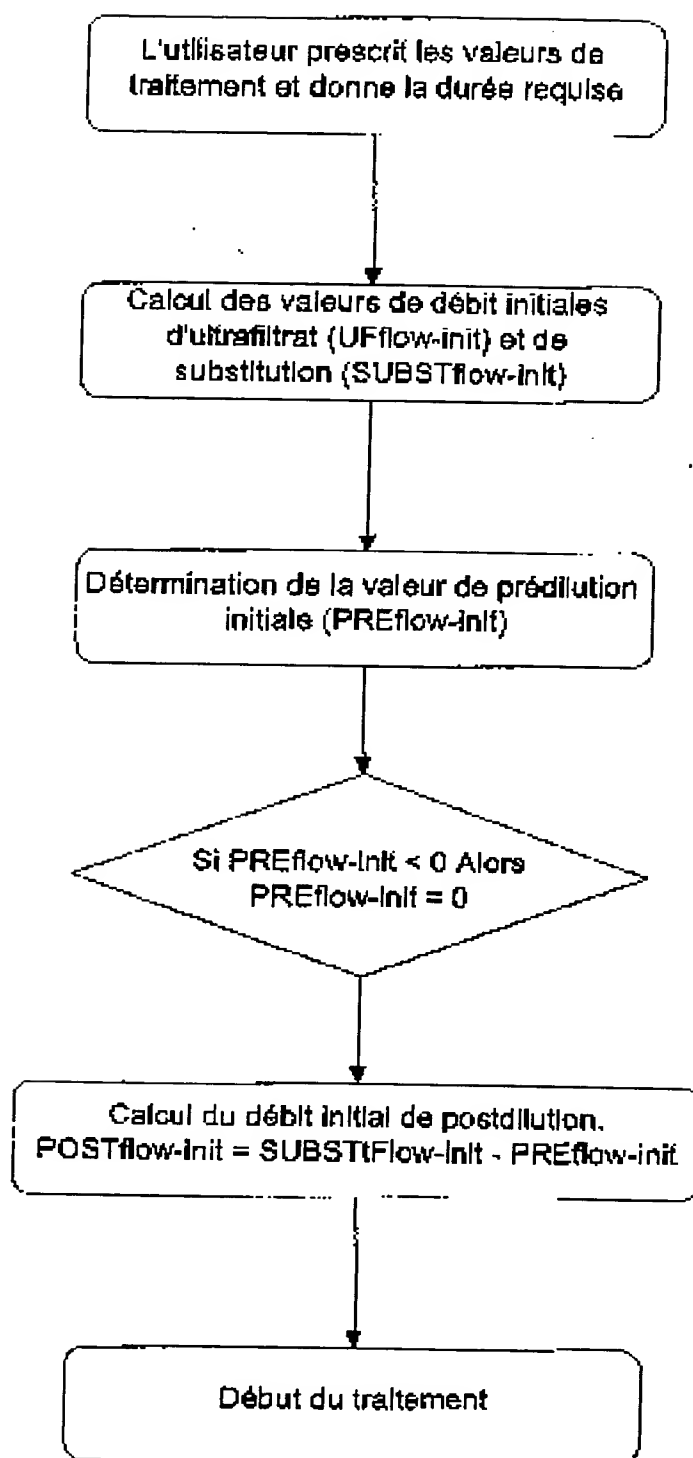 L'utilisateur prescrit les valeurs de
traitement et donne la durée requise
Calcul des valeurs de débit initiales
d'ultrafiltrat (UFflow-init) et de
substitution (SUBSTflow-init)
Détermination de la valeur de prédilution
initiale (PREflow-init)
Si PREflow-init < 0 Alors
PREflow-init = 0
Calcul du débit initial de postdilution.
POSTflow-init = SUBSTtFlow-init - PREflow-init
Début du traitement